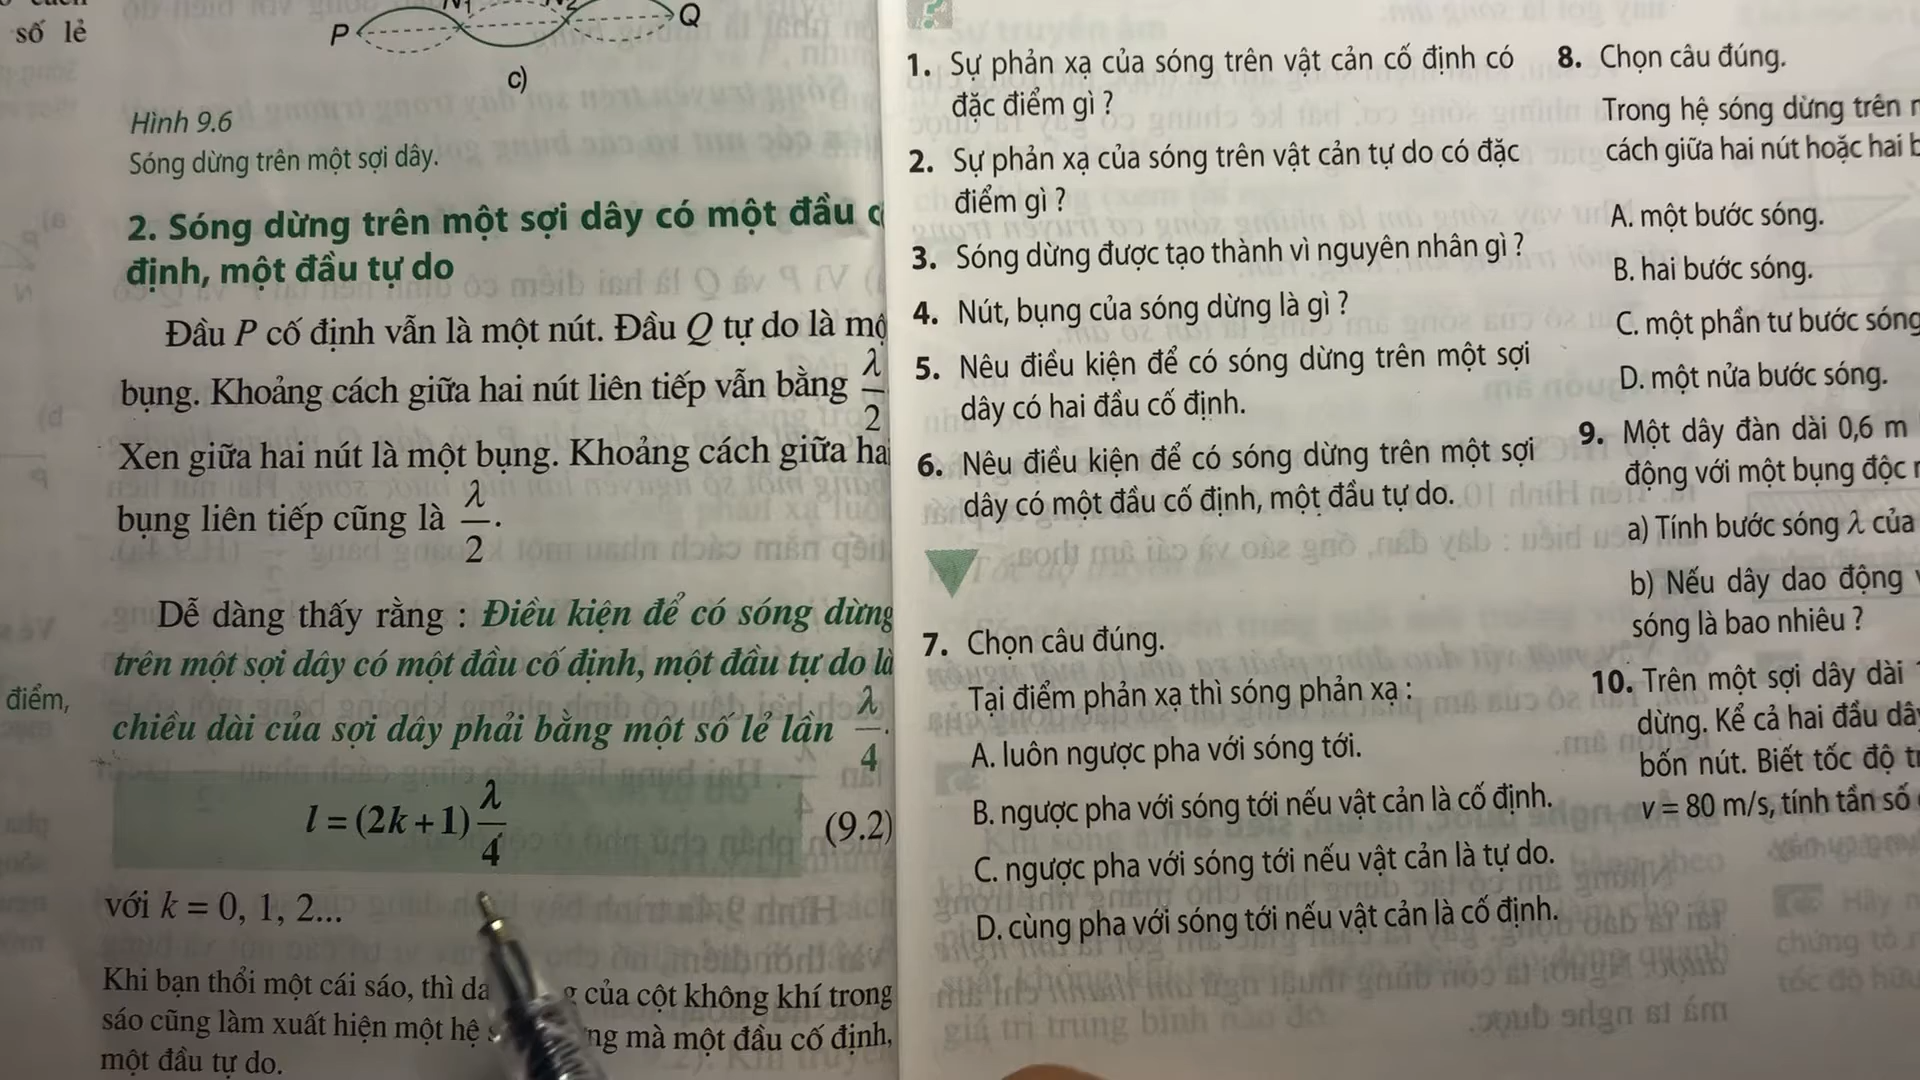 số lẻ
P
Q
c)
Hình 9.6
Sóng dừng trên một sợi dây.
2. Sóng dừng trên một sợi dây có một đầu
định, một đầu tự do
Đầu P cố định vẫn là một nút. Đầu Q tự do là
bụng. Khoảng cách giữa hai nút liên tiếp vẫn bằng λ/2
Xen giữa hai nút là một bụng. Khoảng cách giữa
bụng liên tiếp cũng là λ/2.
Dễ dàng thấy rằng : Điều kiện để có sóng dừng
trên một sợi dây có một đầu cố định, một đầu tự do là
điểm,
chiều dài của sợi dây phải bằng một số lẻ lần λ/4.
l = (2k + 1) λ/4 (9.2)
với k = 0, 1, 2...
Khi bạn thổi một cái sáo, thì của cột không khí trong
sáo cũng làm xuất hiện một hệ mà một đầu cố định,
một đầu tự do.
?
1. Sự phản xạ của sóng trên vật cản cố định có
đặc điểm gì ?
2. Sự phản xạ của sóng trên vật cản tự do có đặc
điểm gì ?
3. Sóng dừng được tạo thành vì nguyên nhân gì ?
4. Nút, bụng của sóng dừng là gì ?
5. Nêu điều kiện để có sóng dừng trên một sợi
dây có hai đầu cố định.
6. Nêu điều kiện để có sóng dừng trên một sợi
dây có một đầu cố định, một đầu tự do.
7. Chọn câu đúng.
Tại điểm phản xạ thì sóng phản xạ :
A. luôn ngược pha với sóng tới.
B. ngược pha với sóng tới nếu vật cản là cố định.
C. ngược pha với sóng tới nếu vật cản là tự do.
D. cùng pha với sóng tới nếu vật cản là cố định.
8. Chọn câu đúng.
Trong hệ sóng dừng trên
cách giữa hai nút hoặc hai
A. một bước sóng.
B. hai bước sóng.
C. một phần tư bước sóng
D. một nửa bước sóng.
9. Một dây đàn dài 0,6 m
động với một bụng độc
a) Tính bước sóng λ của
b) Nếu dây dao động
sóng là bao nhiêu ?
10. Trên một sợi dây dài
dừng. Kể cả hai đầu
bốn nút. Biết tốc độ
v = 80 m/s, tính tần số